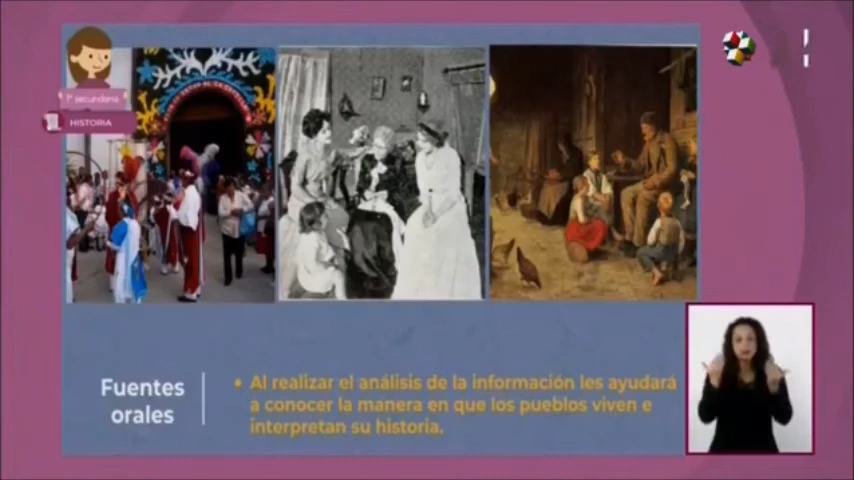 1° secundaria
HISTORIA
Fuentes
orales
• Al realizar el análisis de la información les ayudará
a conocer la manera en que los pueblos viven e
interpretan su historia.